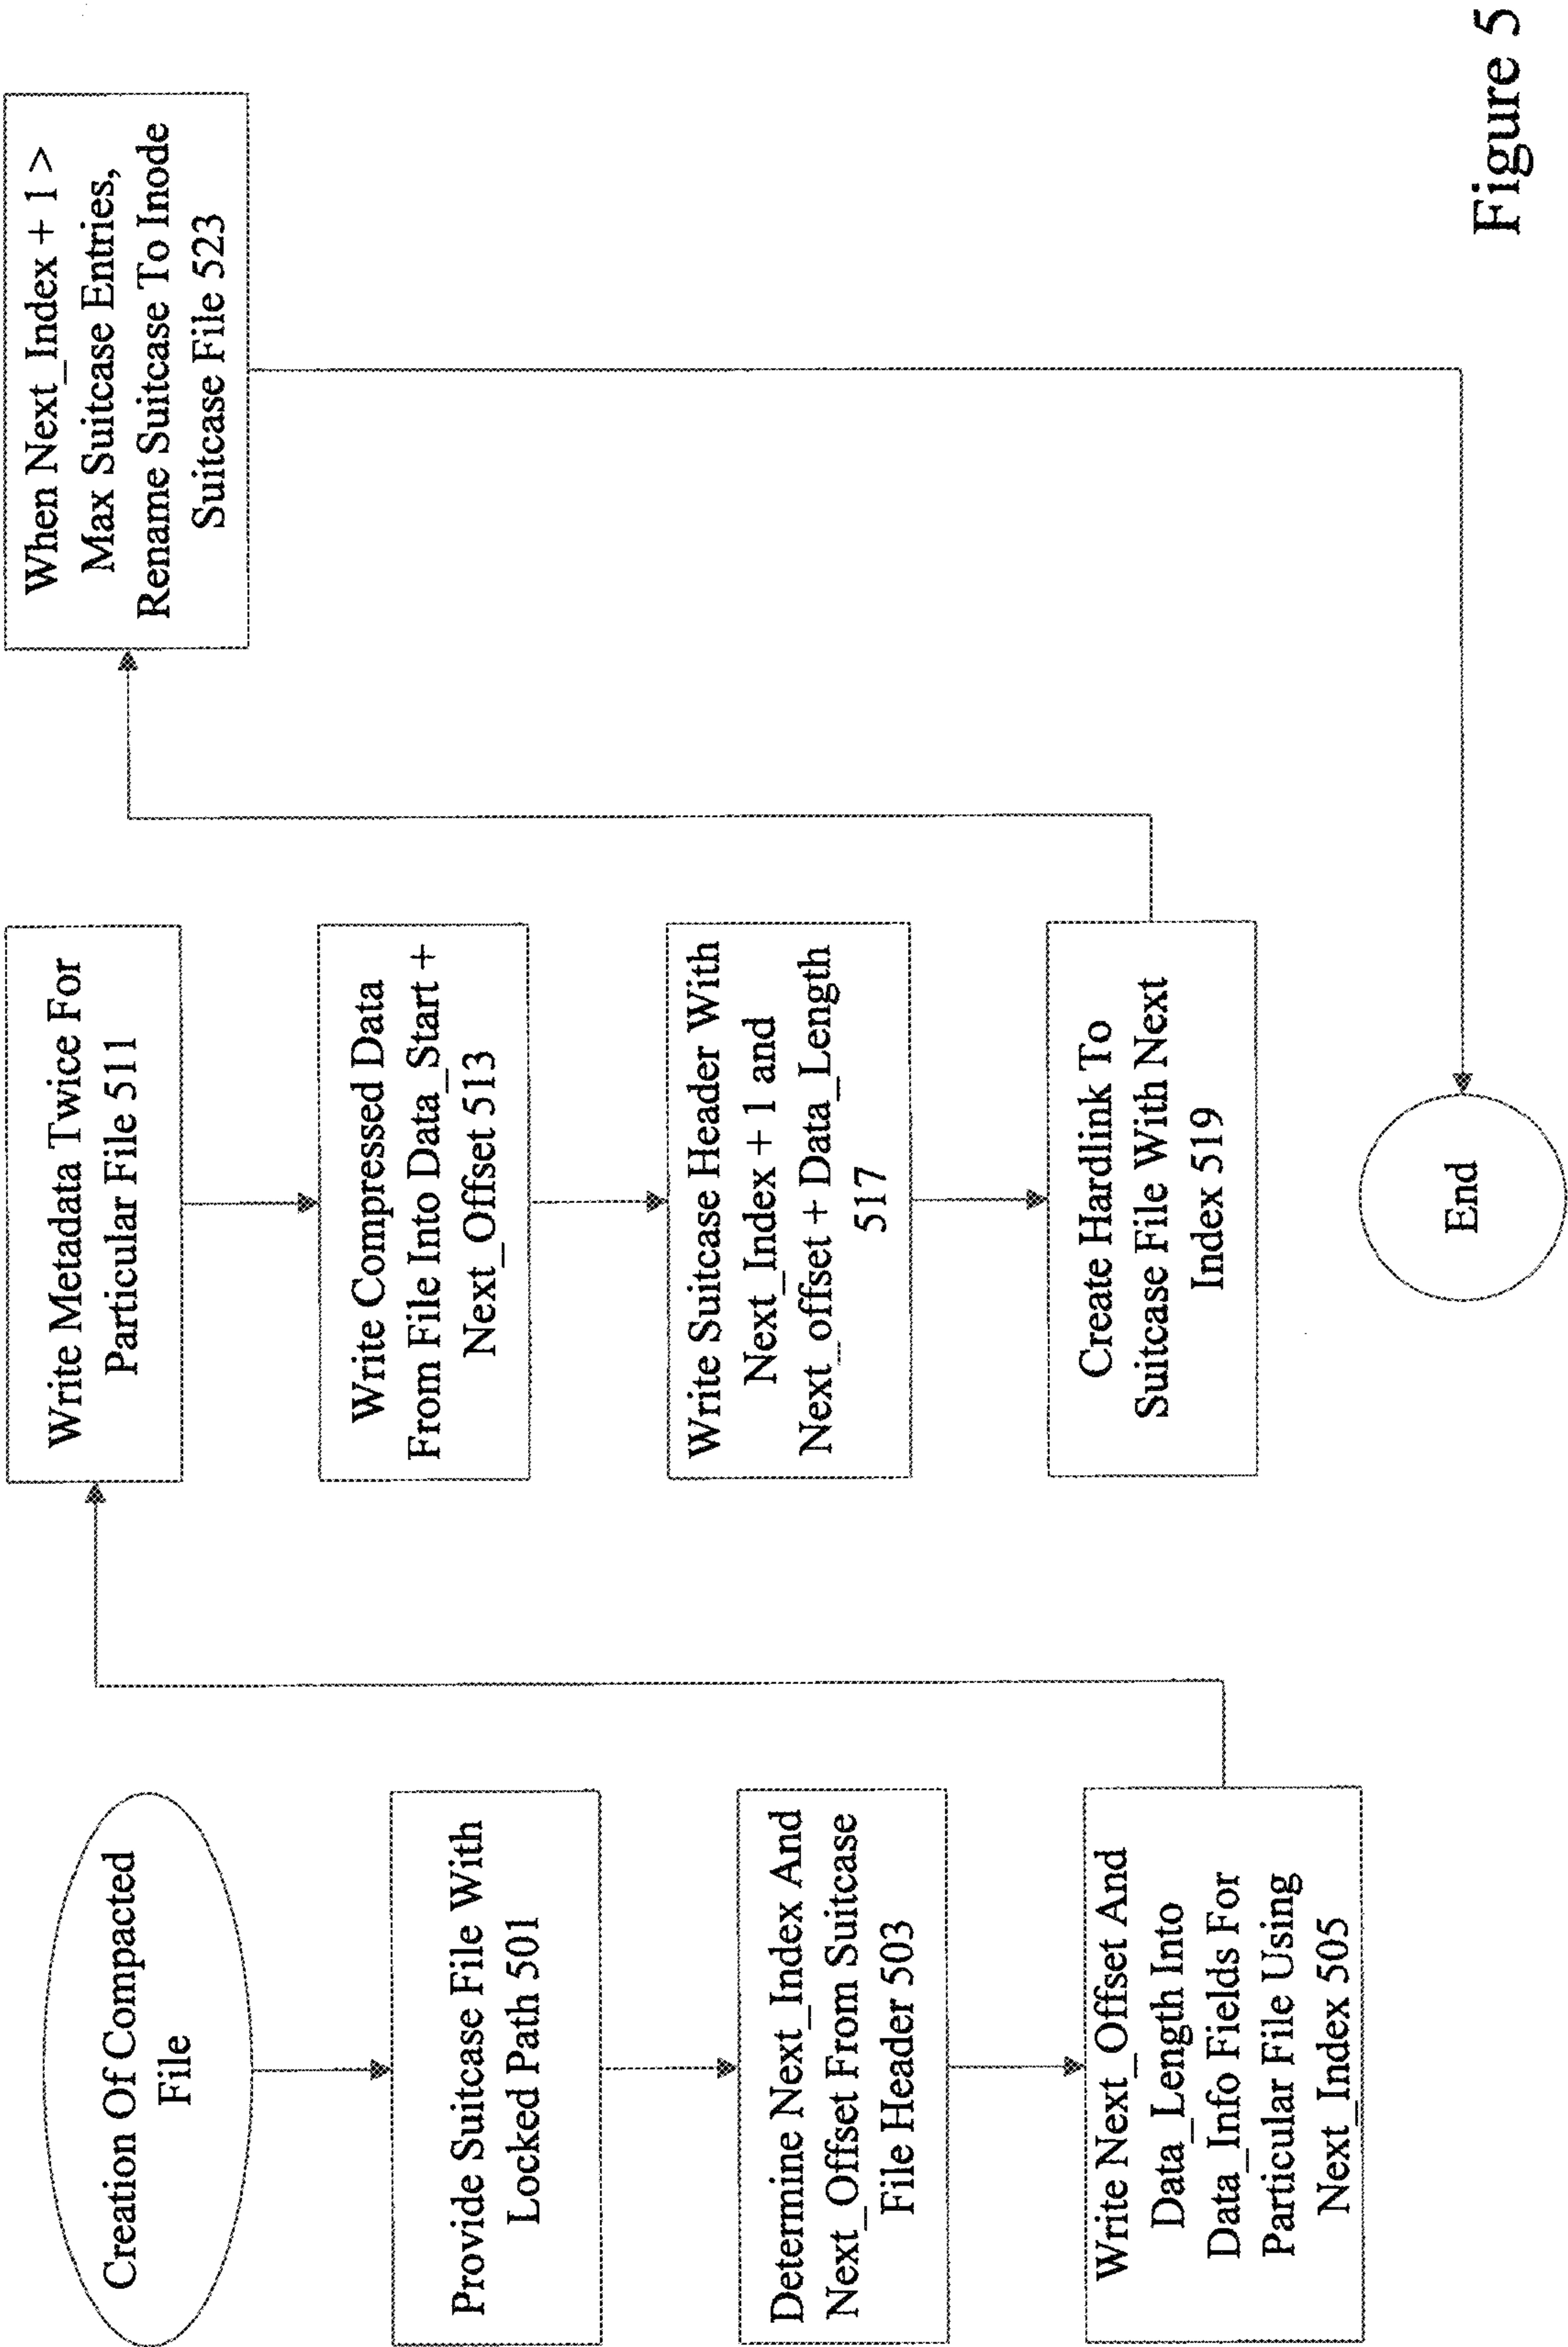 Creation Of Compacted
File
Provide Suitcase File With
Locked Path 501
Determine Next_Index And
Next_Offset From Suitcase
File Header 503
Write Next_Offset And
Data_Length Into
Data_Info Fields For
Particular File Using
Next_Index 505
Write Metadata Twice For
Particular File 511
Write Compressed Data
From File Into Data_Start +
Next_Offset 513
Write Suitcase Header With
Next_Index + 1 and
Next_offset + Data_Length
517
Create Hardlink To
Suitcase File With Next
Index 519
When Next_Index + 1 >
Max Suitcase Entries,
Rename Suitcase To Inode
Suitcase File 523
End
Figure 5